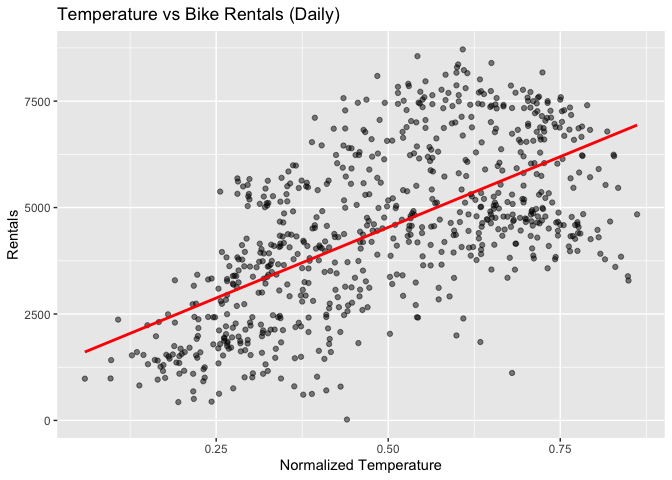 Temperature vs Bike Rentals (Daily)
7500
5000
2500
0
Rentals
0.25 0.50 0.75
Normalized Temperature